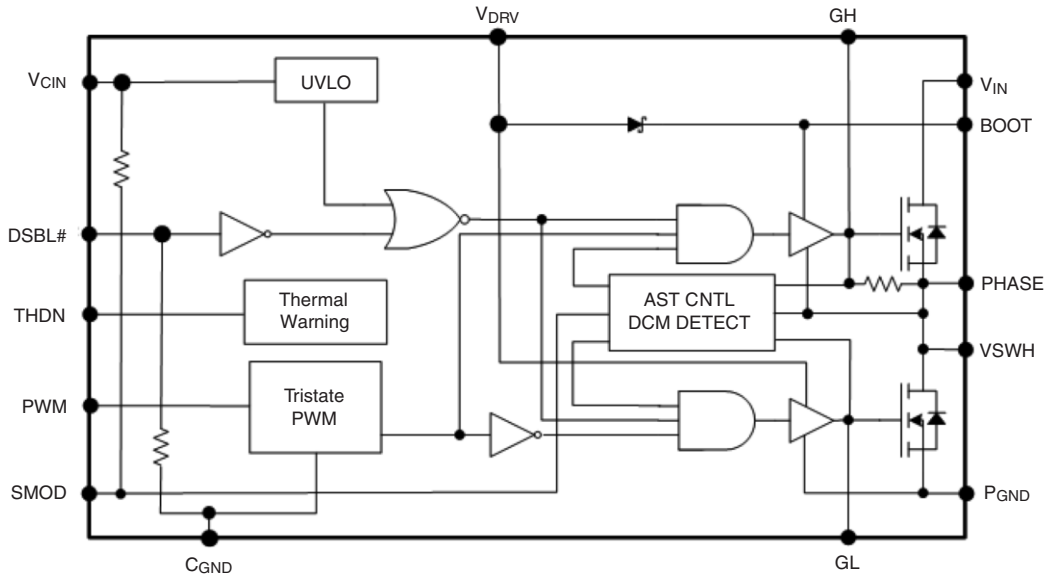 VDRV
GH
VCIN
UVLO
VIN
BOOT
DSBL#
THDN
Thermal
Warning
AST CNTL
DCM DETECT
PHASE
VSWH
PWM
Tristate
PWM
SMOD
PGND
CGND
GL